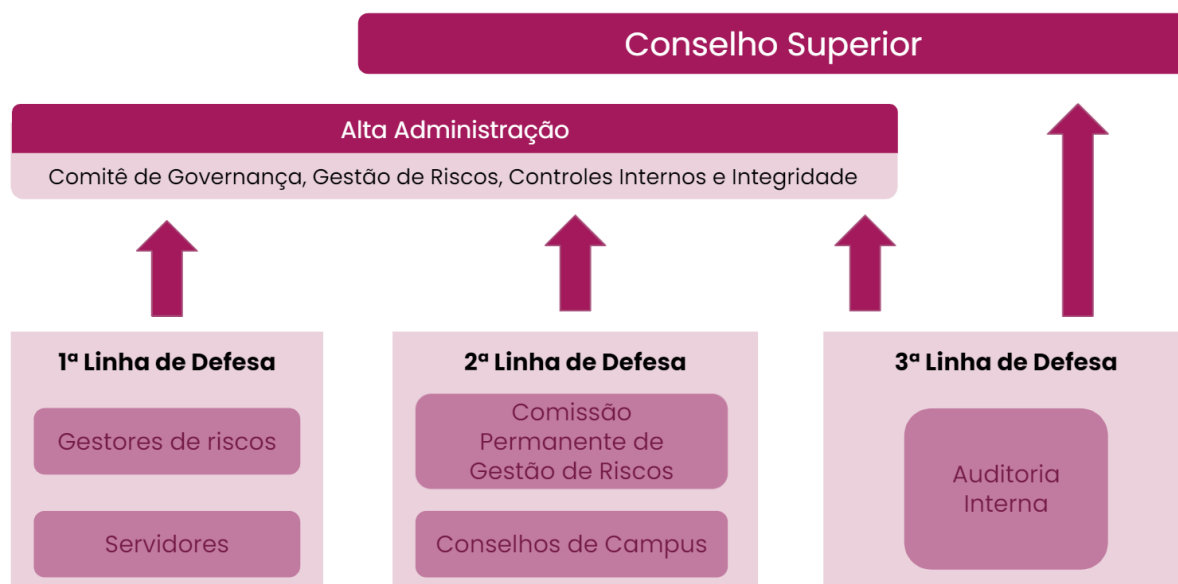 Conselho Superior
Alta Administração
Comitê de Governança, Gestão de Riscos, Controles Internos e Integridade
1ª Linha de Defesa
Gestores de riscos
Servidores
2ª Linha de Defesa
Comissão
Permanente de
Gestão de Riscos
Conselhos de Campus
3ª Linha de Defesa
Auditoria
Interna